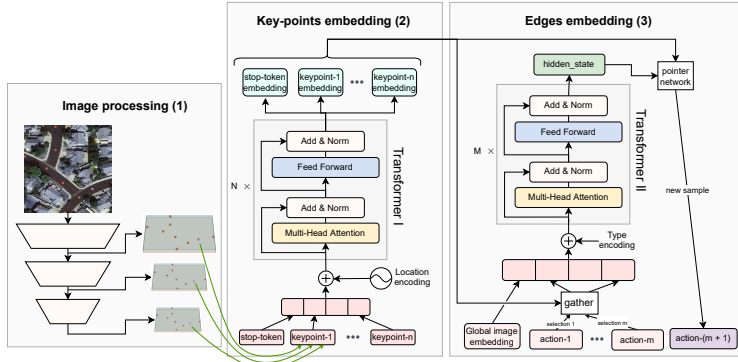 Image processing (1)
Key-points embedding (2)
stop-token
embedding
keypoint-1
embedding
keypoint-n
embedding
Add & Norm
Feed Forward
N ×
Add & Norm
Multi-Head Attention
Transformer I
Location
encoding
stop-token
keypoint-1
keypoint-n
Edges embedding (3)
hidden_state
pointer
network
Add & Norm
Feed Forward
M ×
Add & Norm
Multi-Head Attention
Transformer II
new sample
Type
encoding
gather
Global image
embedding
selection 1
selection m
action-1
action-m
action-(m + 1)